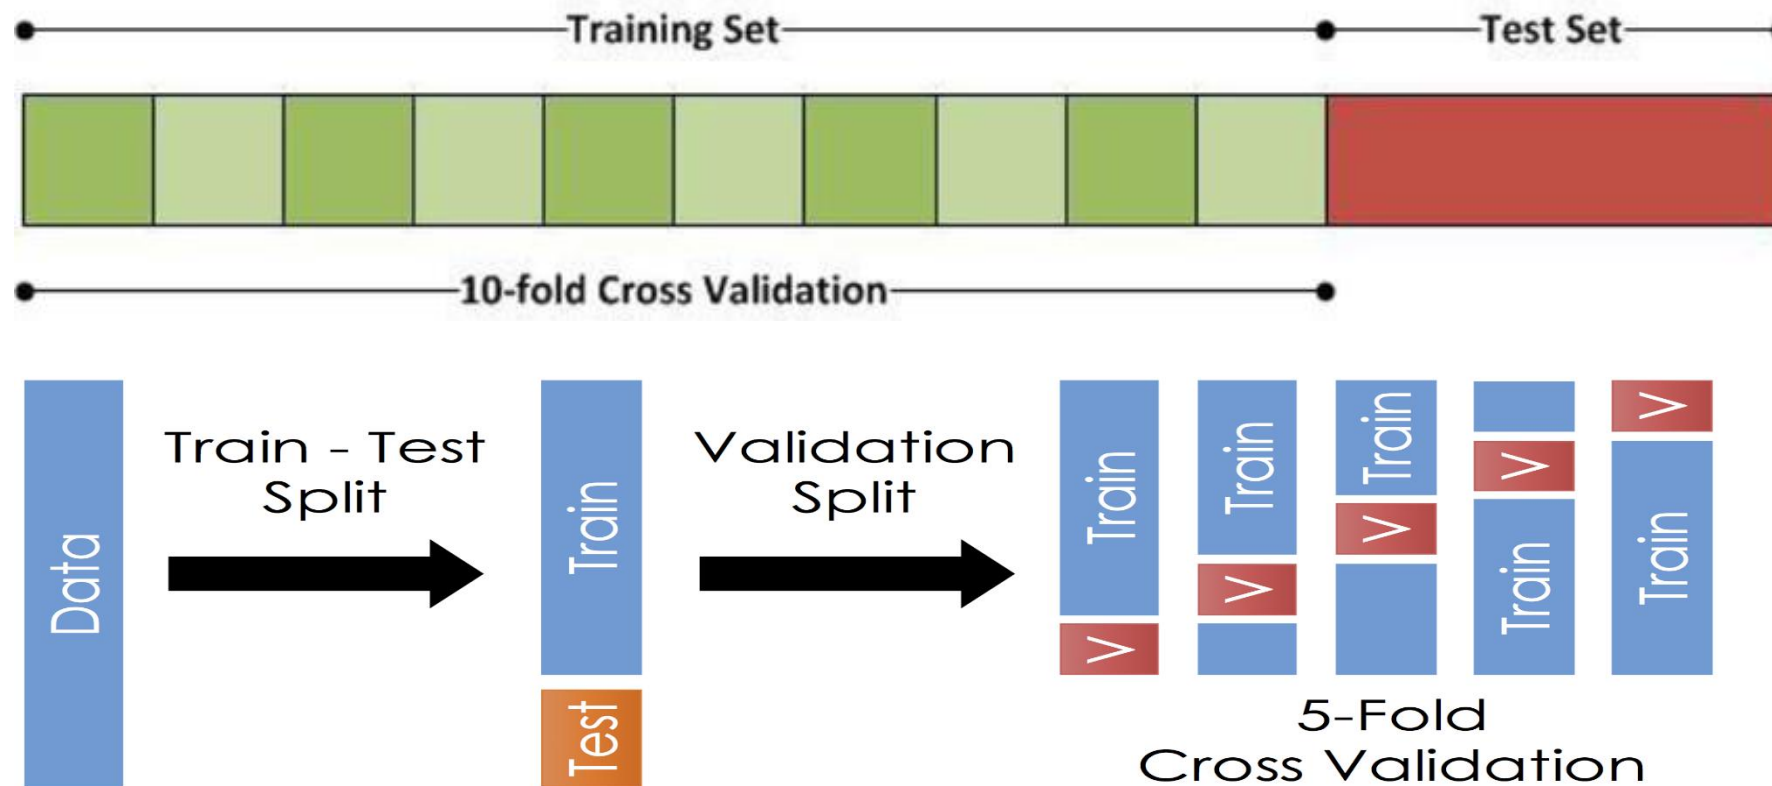 Training Set
Test Set
10-fold Cross Validation
Data
Train - Test
Split
Train
Test
Validation
Split
Train
V
Train
V
Train
V
V
Train
V
Train
5-Fold
Cross Validation